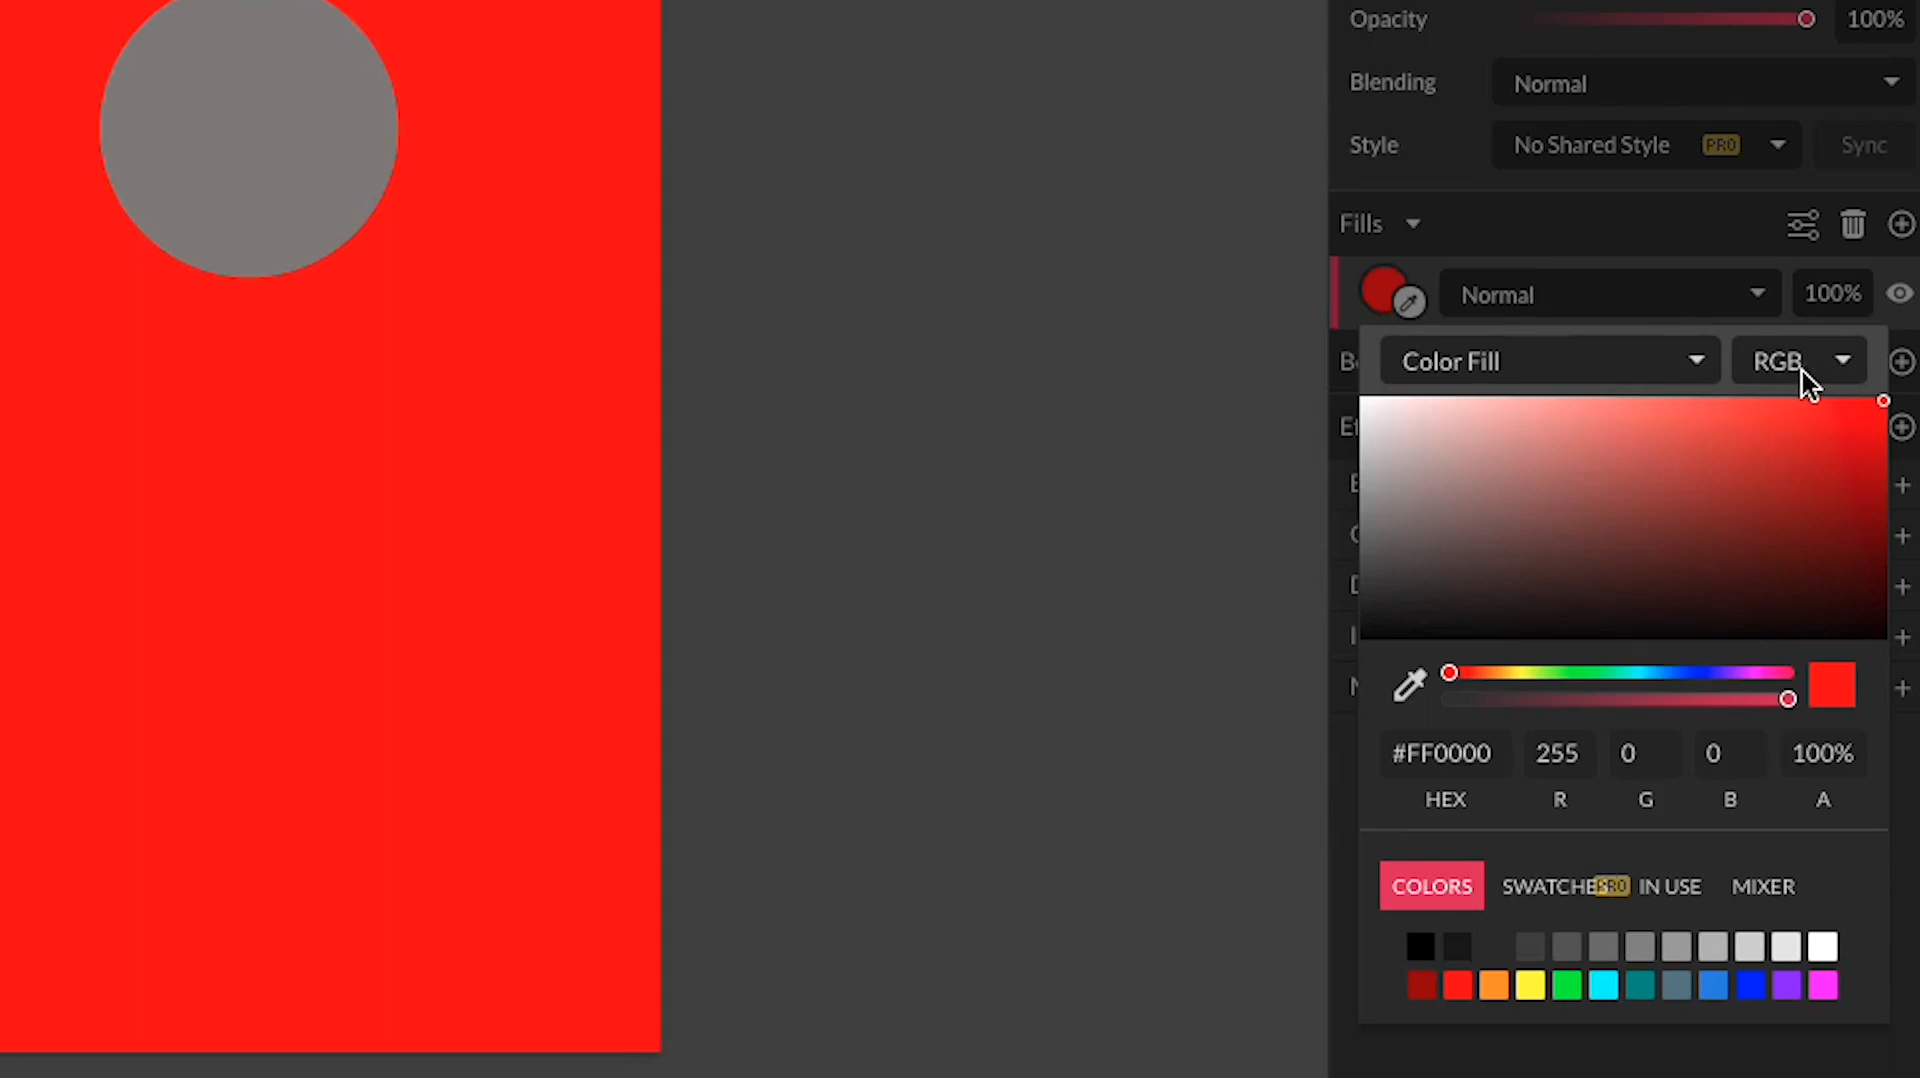 Opacity 100%
Blending Normal
Style No Shared Style PRO Sync
Fills
Normal 100%
Color Fill RGB
#FF0000 255 0 0 100%
HEX R G B A
COLORS SWATCHES PRO IN USE MIXER